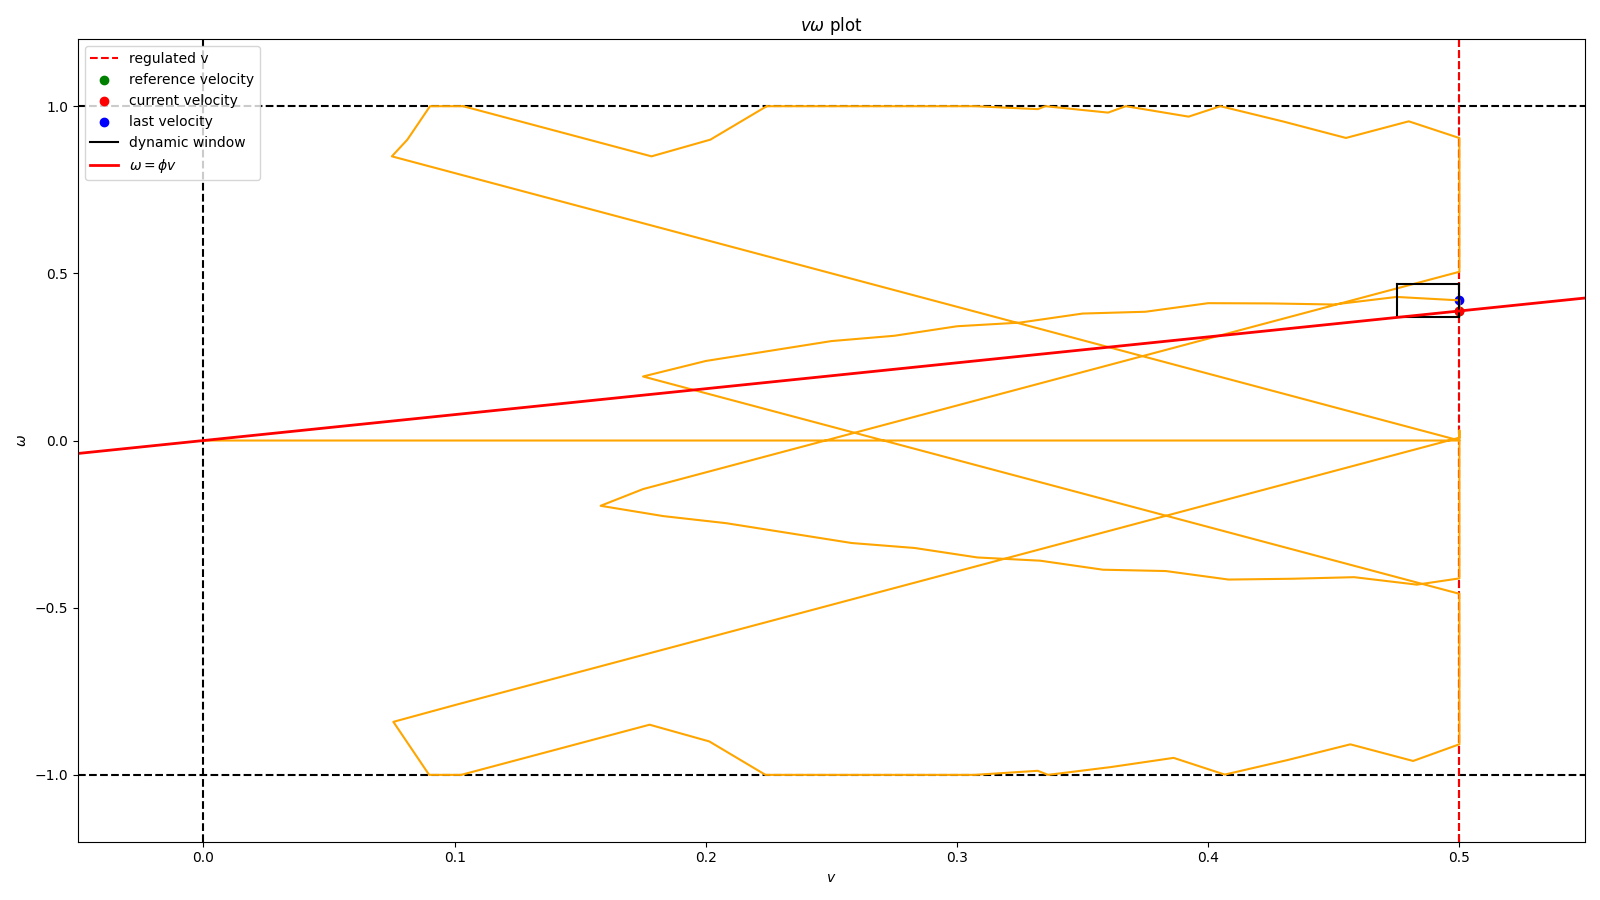 vω plot
regulated v
reference velocity
current velocity
last velocity
dynamic window
ω = ϕv
1.0
0.5
0.0
−0.5
−1.0
ω
0.0 0.1 0.2 0.3 0.4 0.5
v